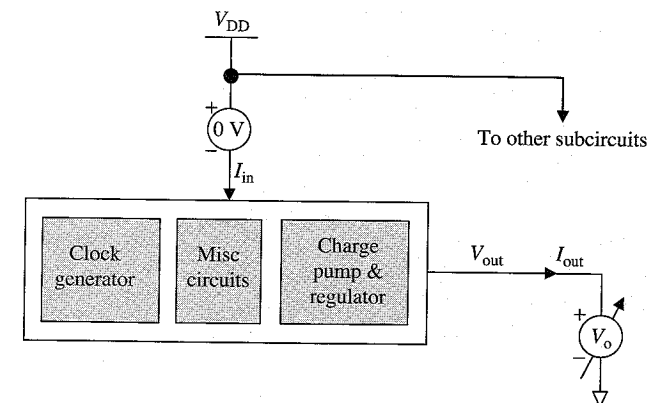 V_DD
+
0 V
−
I_in
To other subcircuits
Clock
generator
Misc
circuits
Charge
pump &
regulator
V_out
I_out
+
V_o
−